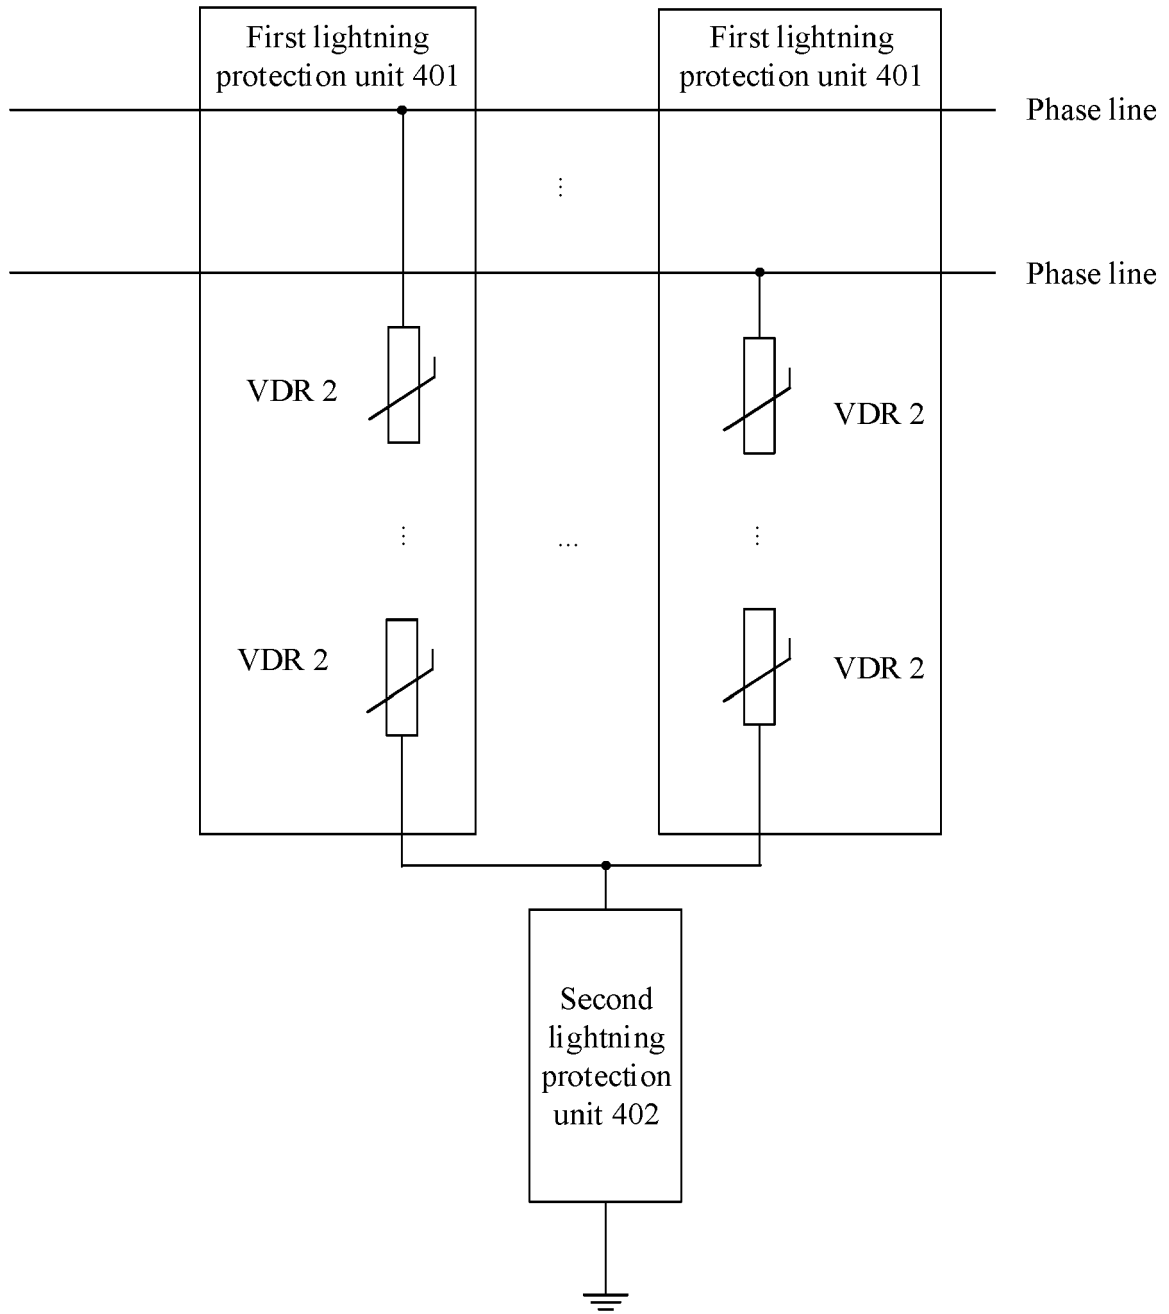 First lightning
protection unit 401
First lightning
protection unit 401
Phase line
Phase line
VDR 2
VDR 2
VDR 2
VDR 2
Second
lightning
protection
unit 402